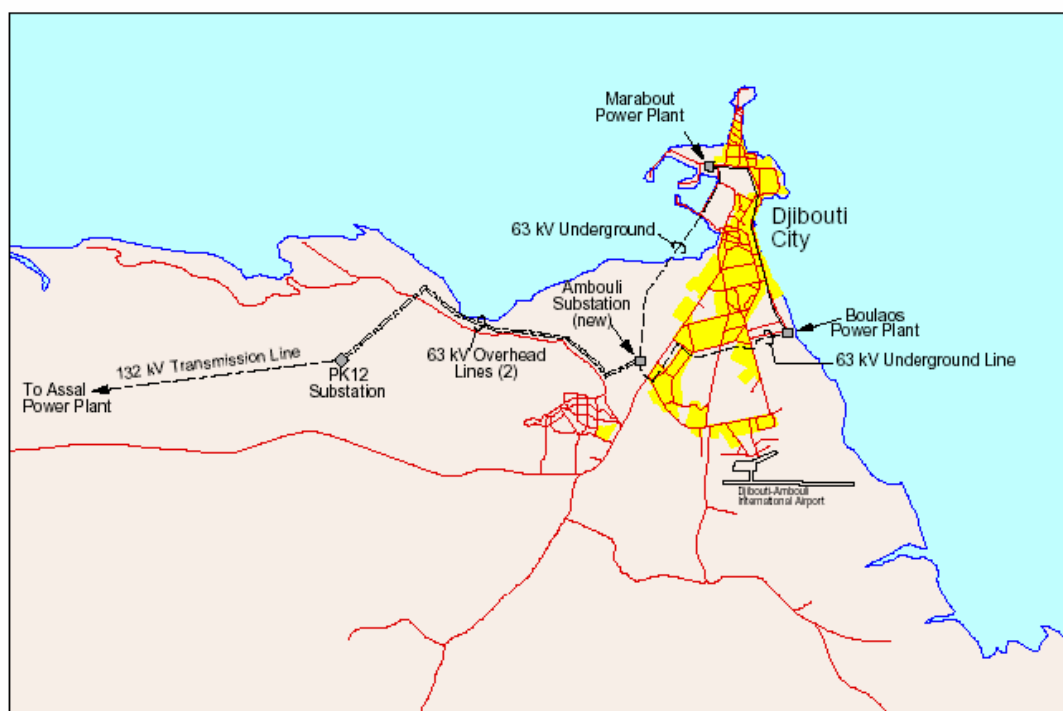 Marabout
Power Plant
Djibouti
City
63 kV Underground
Ambouli
Substation
(new)
Boulaos
Power Plant
63 kV Overhead
Lines (2)
63 kV Underground Line
132 kV Transmission Line
PK12
Substation
To Assal
Power Plant
Djibouti-Ambouli
International Airport